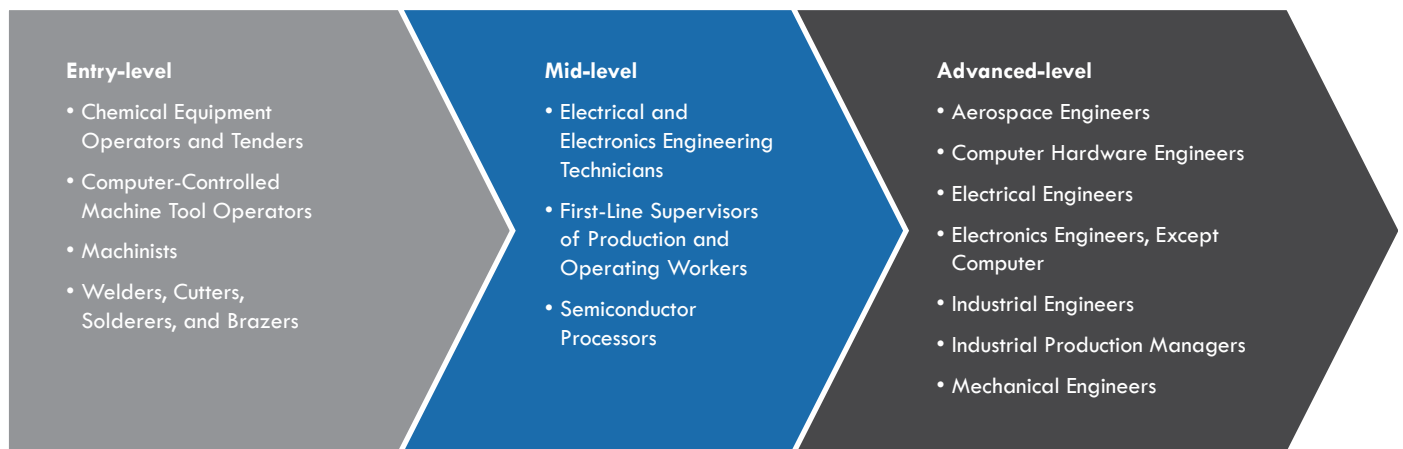 Entry-level
• Chemical Equipment
Operators and Tenders
• Computer-Controlled
Machine Tool Operators
• Machinists
• Welders, Cutters,
Solderers, and Brazers
Mid-level
• Electrical and
Electronics Engineering
Technicians
• First-Line Supervisors
of Production and
Operating Workers
• Semiconductor
Processors
Advanced-level
• Aerospace Engineers
• Computer Hardware Engineers
• Electrical Engineers
• Electronics Engineers, Except
Computer
• Industrial Engineers
• Industrial Production Managers
• Mechanical Engineers